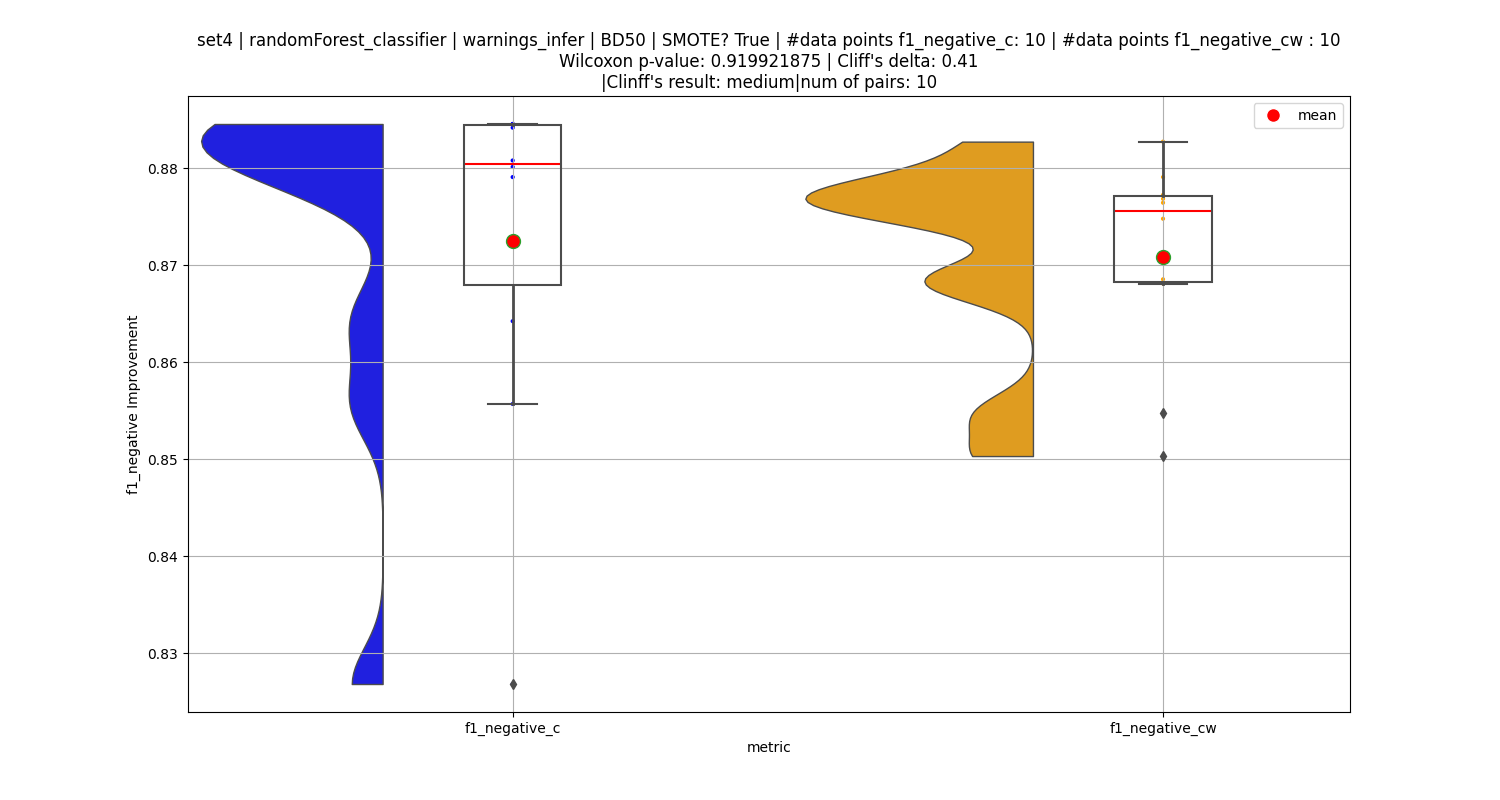 set4 | randomForest_classifier | warnings_infer | BD50 | SMOTE? True | #data points f1_negative_c: 10 | #data points f1_negative_cw : 10
Wilcoxon p-value: 0.919921875 | Cliff's delta: 0.41
|Clinff's result: medium|num of pairs: 10
mean
0.88
0.87
0.86
0.85
0.84
0.83
f1_negative Improvement
f1_negative_c
f1_negative_cw
metric